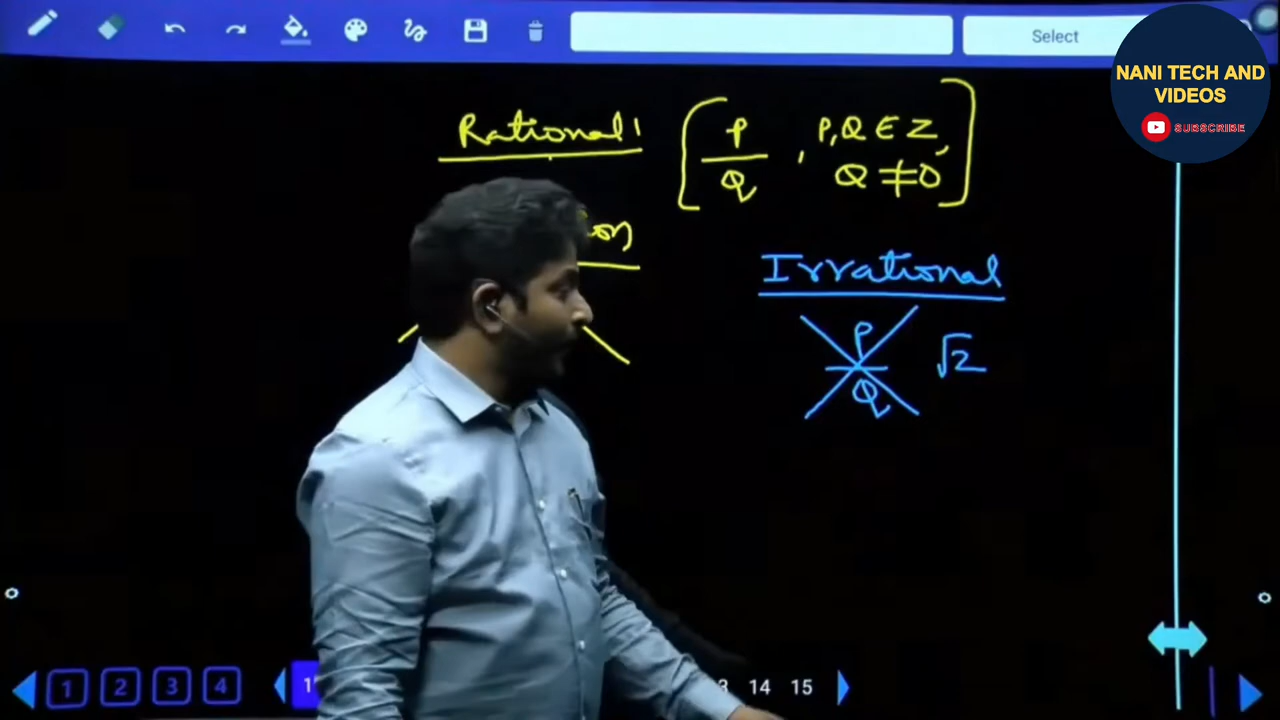 Select
NANI TECH AND
VIDEOS
SUBSCRIBE
Rational
P/Q , P,Q ∈ Z,
Q ≠ 0
Irrational
P/Q √2
1 2 3 4
14 15